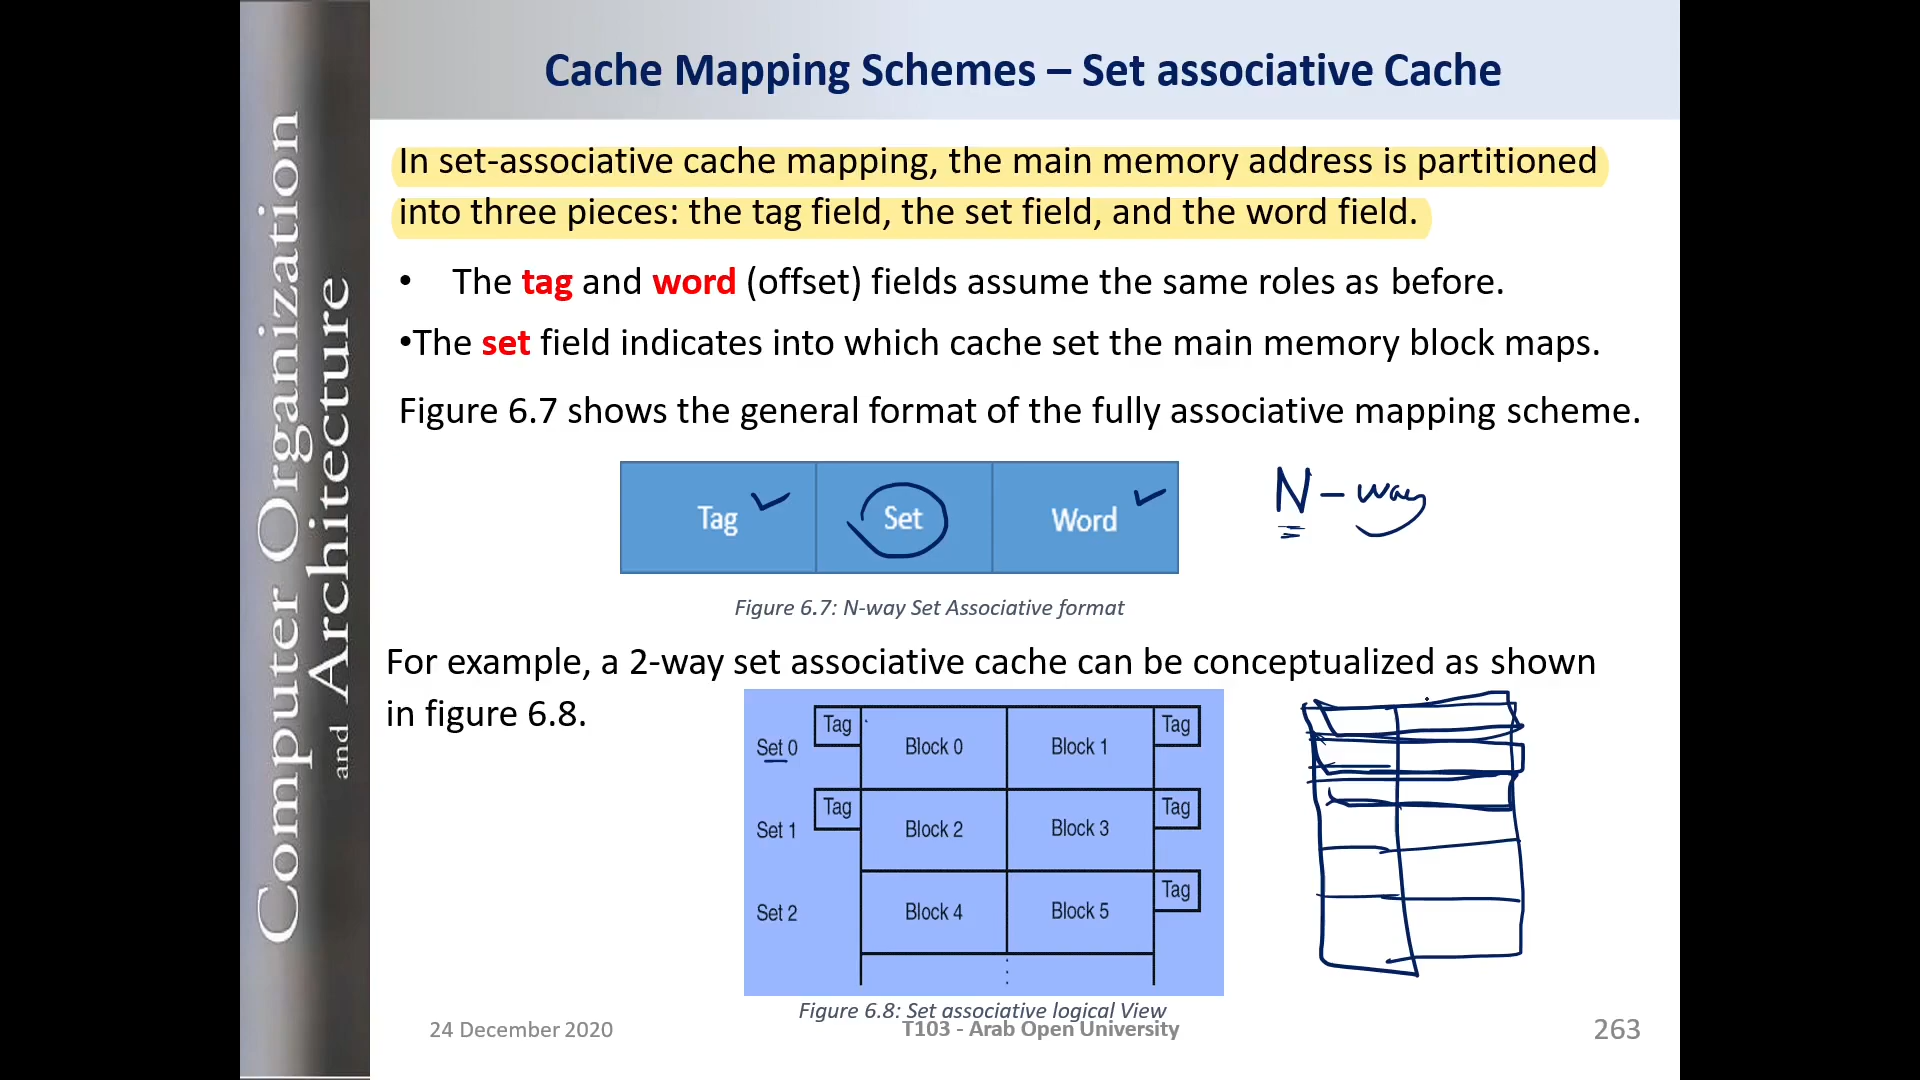 Computer Organization
and Architecture
Cache Mapping Schemes – Set associative Cache
In set-associative cache mapping, the main memory address is partitioned
into three pieces: the tag field, the set field, and the word field.
• The tag and word (offset) fields assume the same roles as before.
•The set field indicates into which cache set the main memory block maps.
Figure 6.7 shows the general format of the fully associative mapping scheme.
Tag Set Word
N – way
Figure 6.7: N-way Set Associative format
For example, a 2-way set associative cache can be conceptualized as shown
in figure 6.8.
Set 0 Tag Block 0 Block 1 Tag
Set 1 Tag Block 2 Block 3 Tag
Set 2 Block 4 Block 5 Tag
Figure 6.8: Set associative logical View
24 December 2020 T103 - Arab Open University 263